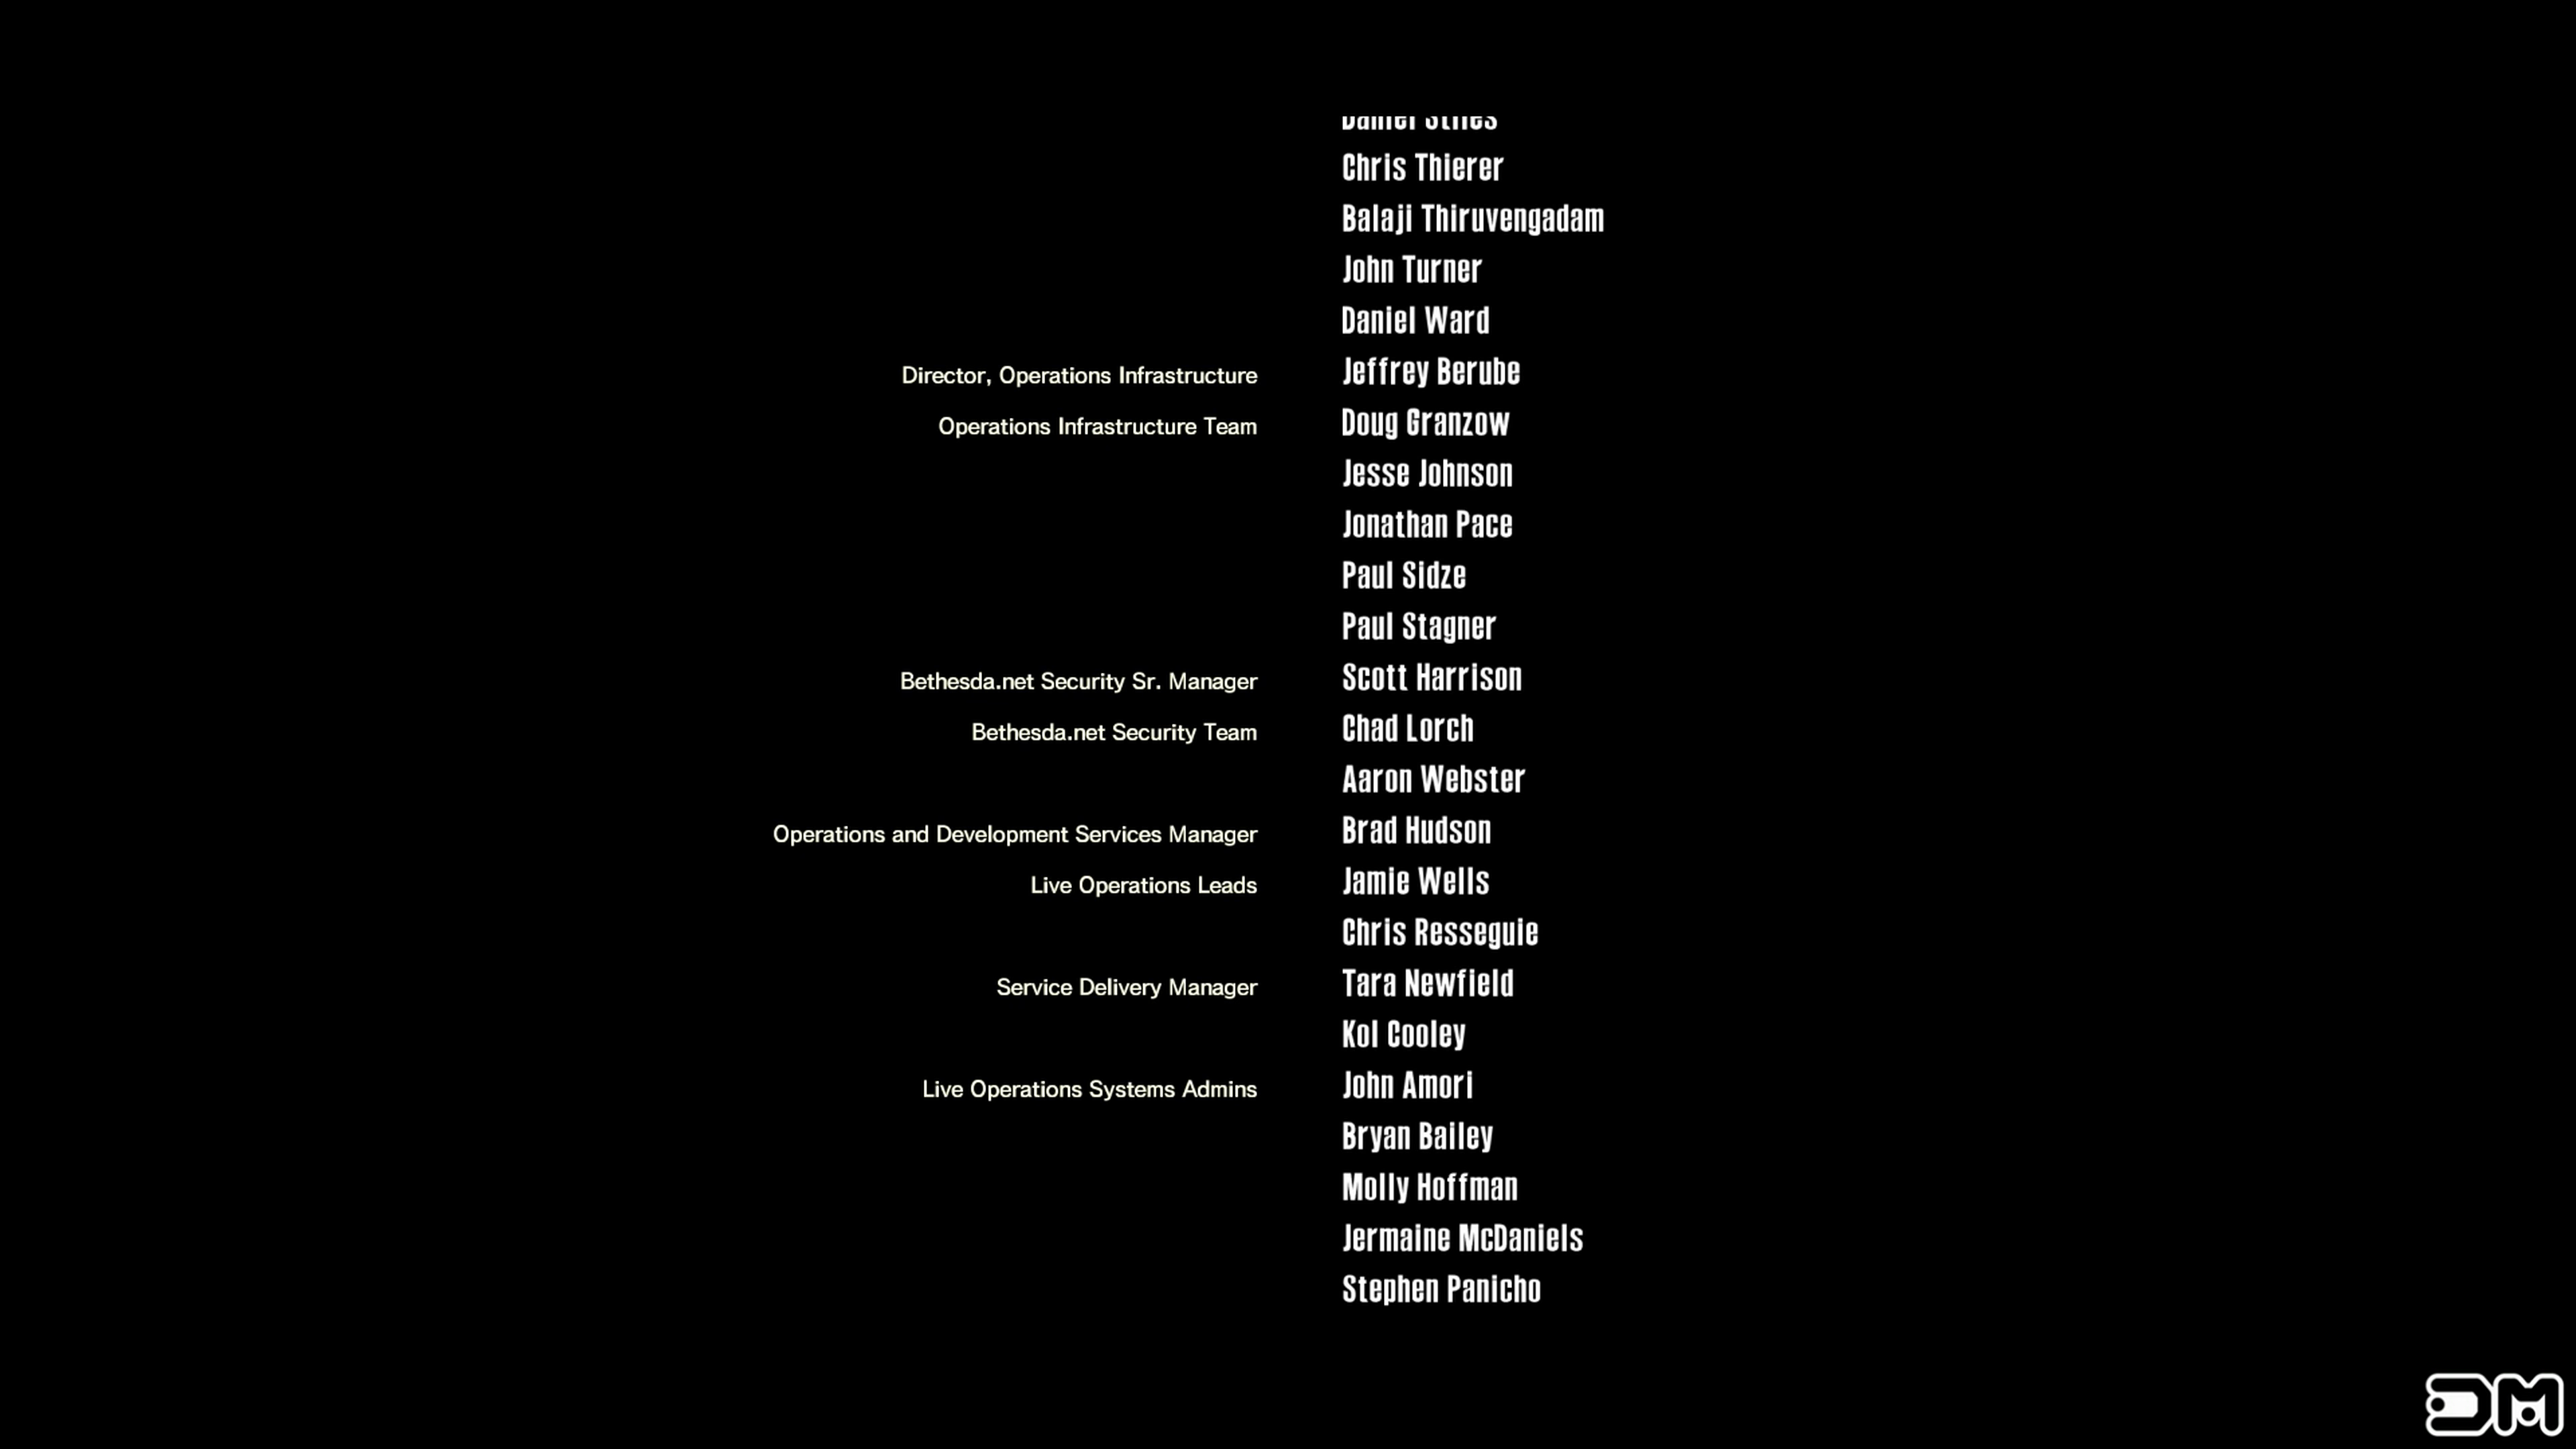 Chris Thierer
Balaji Thiruvengadam
John Turner
Daniel Ward
Director, Operations Infrastructure Jeffrey Berube
Operations Infrastructure Team Doug Granzow
Jesse Johnson
Jonathan Pace
Paul Sidze
Paul Stagner
Bethesda.net Security Sr. Manager Scott Harrison
Bethesda.net Security Team Chad Lorch
Aaron Webster
Operations and Development Services Manager Brad Hudson
Live Operations Leads Jamie Wells
Chris Resseguie
Service Delivery Manager Tara Newfield
Kol Cooley
Live Operations Systems Admins John Amori
Bryan Bailey
Molly Hoffman
Jermaine McDaniels
Stephen Panicho
DM